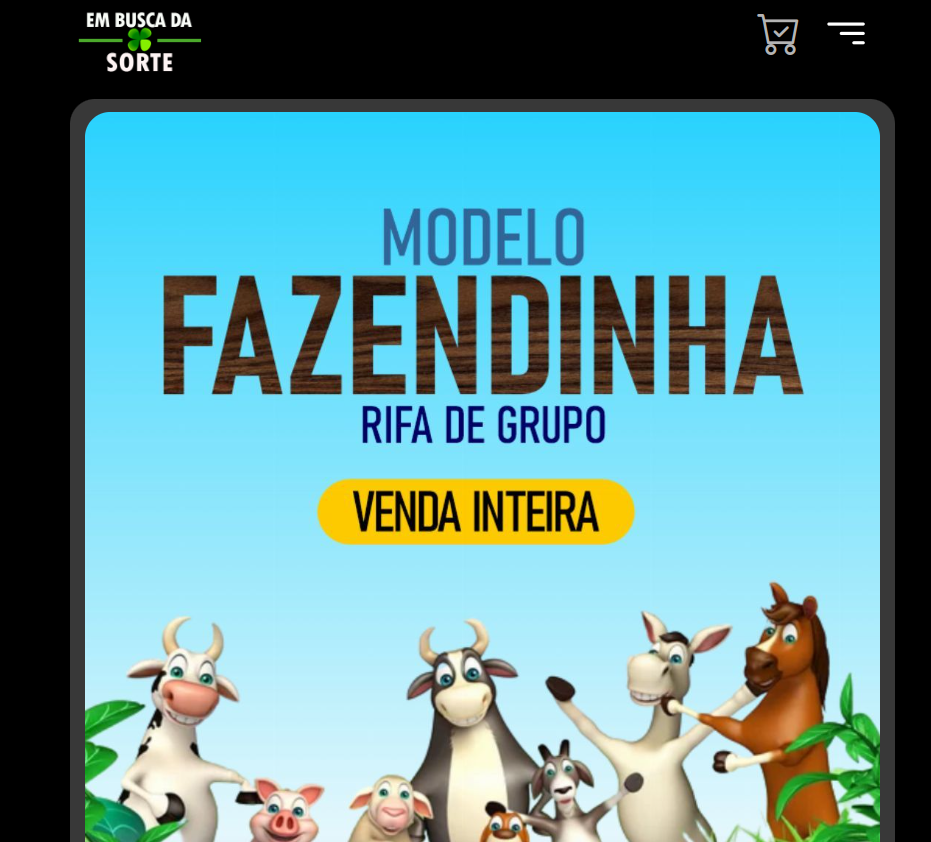 EM BUSCA DA
SORTE
MODELO
FAZENDINHA
RIFA DE GRUPO
VENDA INTEIRA